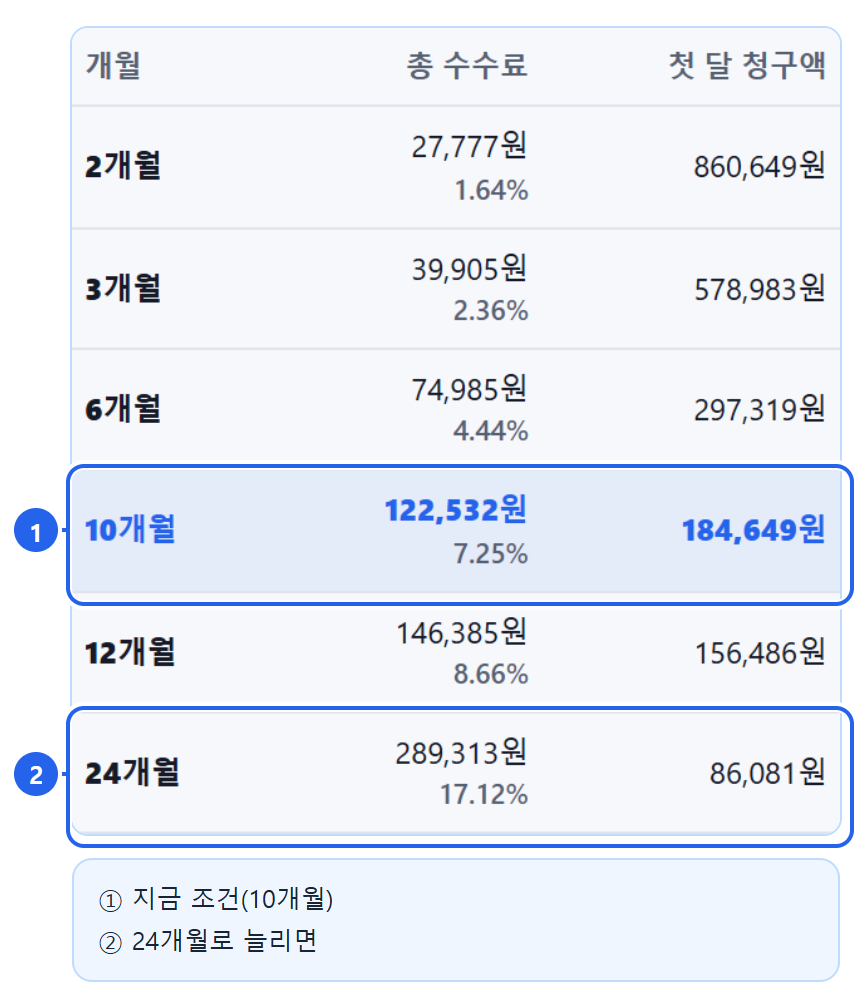 개월 총 수수료 첫 달 청구액
27,777원
2개월 860,649원
1.64%
39,905원
3개월 578,983원
2.36%
74,985원
6개월 297,319원
4.44%
122,532원
1 10개월 184,649원
7.25%
146,385원
12개월 156,486원
8.66%
289,313원
2 24개월 86,081원
17.12%
① 지금 조건(10개월)
② 24개월로 늘리면